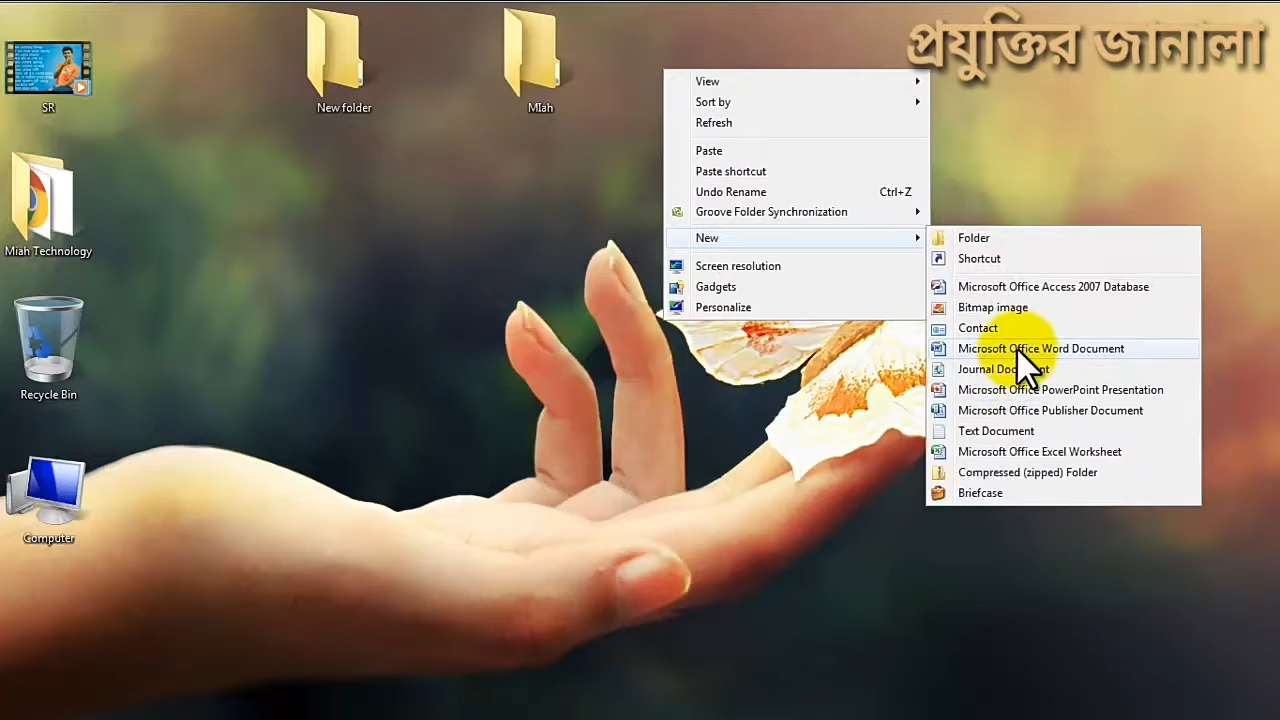 প্রযুক্তির জানালা
SR
New folder
MIah
Miah Technology
Recycle Bin
Computer
View
Sort by
Refresh
Paste
Paste shortcut
Undo Rename Ctrl+Z
Groove Folder Synchronization
New
Screen resolution
Gadgets
Personalize
Folder
Shortcut
Microsoft Office Access 2007 Database
Bitmap image
Contact
Microsoft Office Word Document
Journal
Microsoft Office PowerPoint Presentation
Microsoft Office Publisher Document
Text Document
Microsoft Office Excel Worksheet
Compressed (zipped) Folder
Briefcase